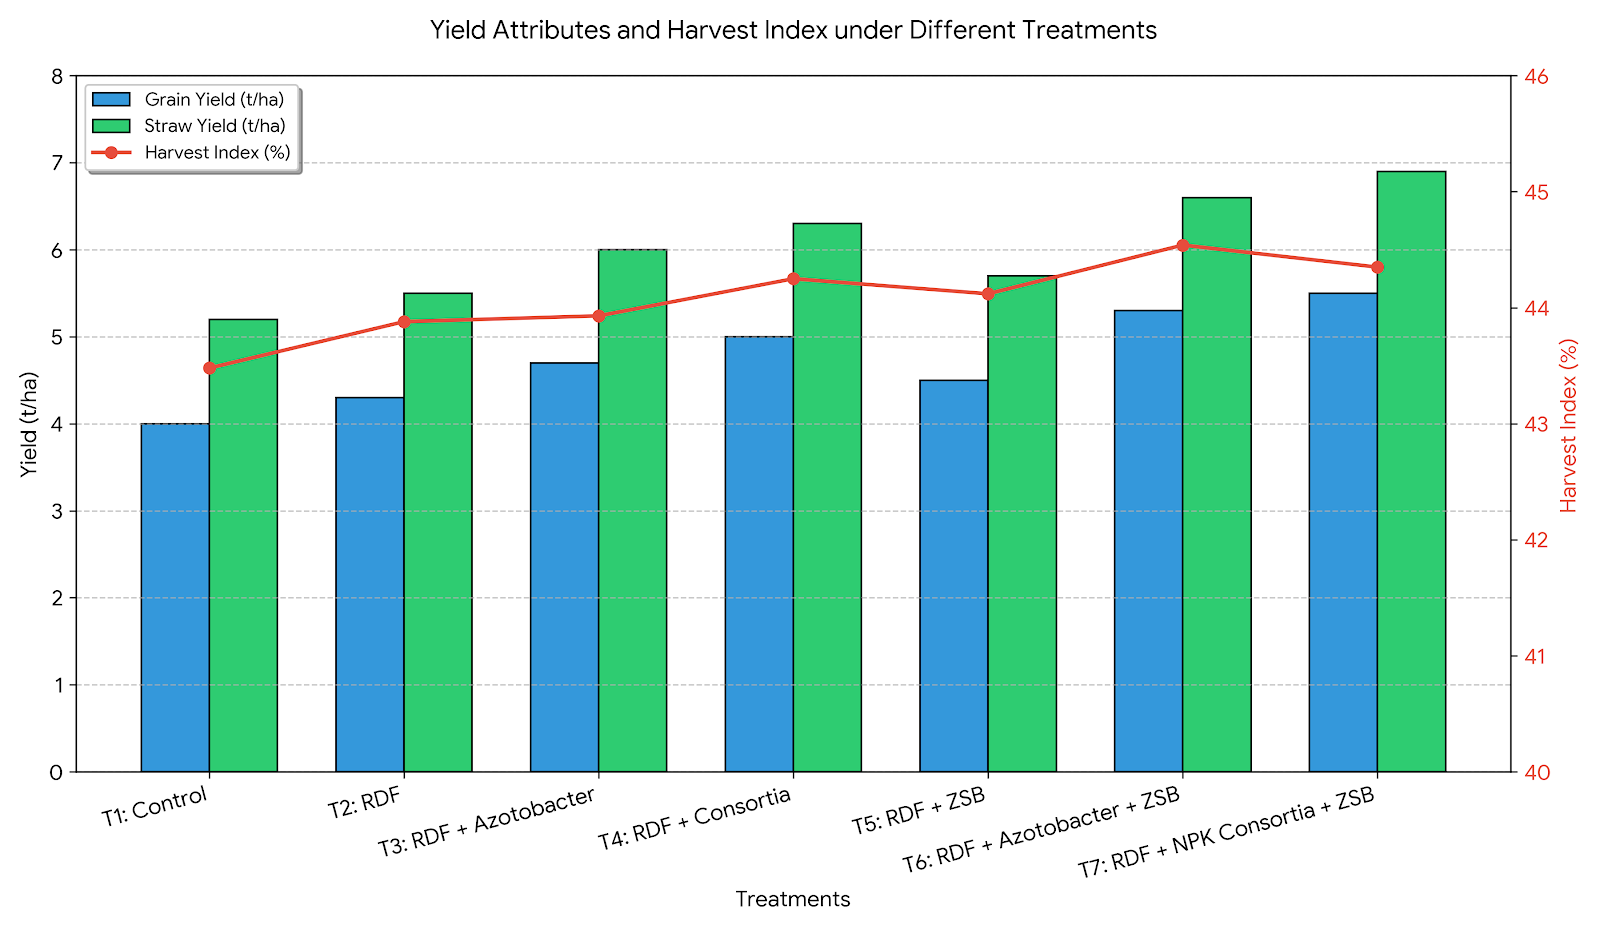 Yield Attributes and Harvest Index under Different Treatments
Grain Yield (t/ha)
Straw Yield (t/ha)
Harvest Index (%)
Yield (t/ha)
8
7
6
5
4
3
2
1
0
46
45
44
43
42
41
40
Harvest Index (%)
T1: Control
T2: RDF
T3: RDF + Azotobacter
T4: RDF + Consortia
T5: RDF + ZSB
T6: RDF + Azotobacter + ZSB
T7: RDF + NPK Consortia + ZSB
Treatments